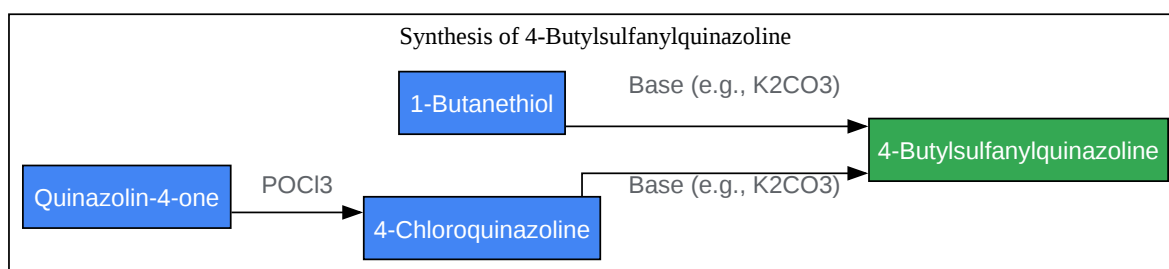 Synthesis of 4-Butylsulfanylquinazoline
1-Butanethiol
Base (e.g., K2CO3)
4-Butylsulfanylquinazoline
Quinazolin-4-one
POCl3
4-Chloroquinazoline
Base (e.g., K2CO3)